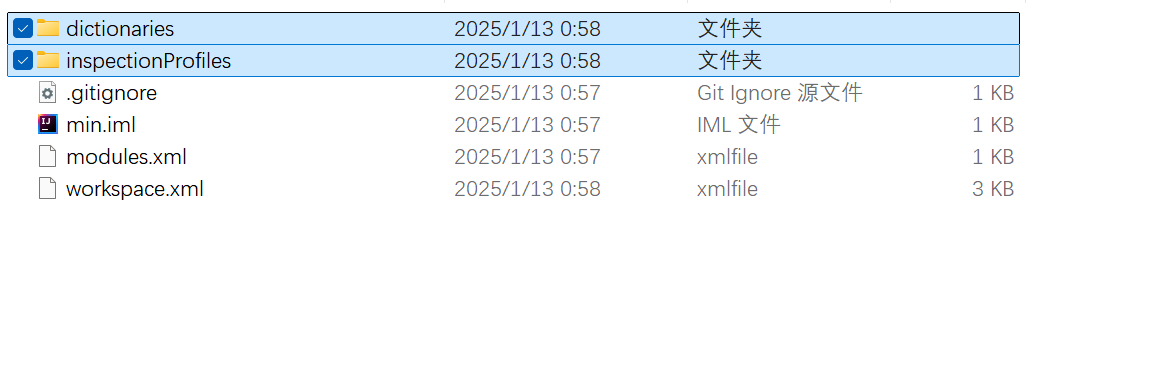 dictionaries 2025/1/13 0:58 文件夹
inspectionProfiles 2025/1/13 0:58 文件夹
.gitignore 2025/1/13 0:57 Git Ignore 源文件 1 KB
min.iml 2025/1/13 0:57 IML 文件 1 KB
modules.xml 2025/1/13 0:57 xmlfile 1 KB
workspace.xml 2025/1/13 0:58 xmlfile 3 KB